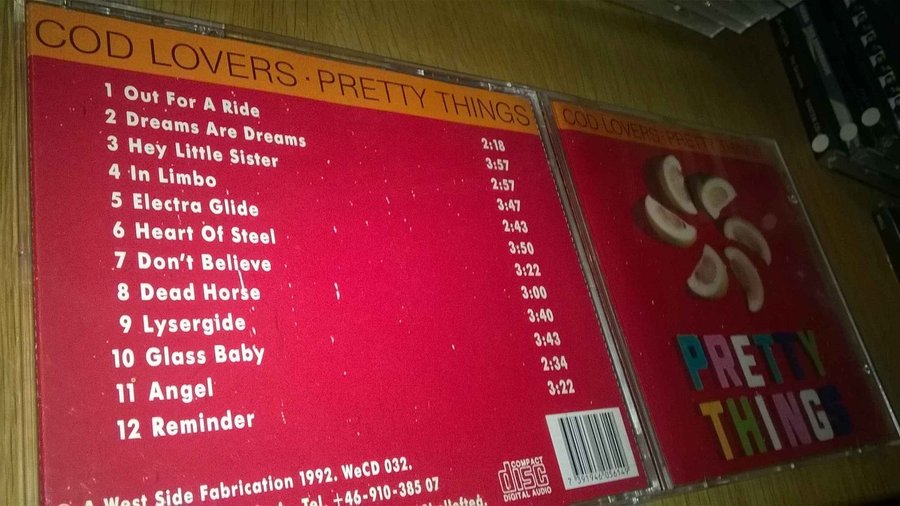 COD LOVERS · PRETTY THINGS
1 Out For A Ride 2:18
2 Dreams Are Dreams 3:57
3 Hey Little Sister 2:57
4 In Limbo 3:47
5 Electra Glide 2:43
6 Heart Of Steel 3:50
7 Don't Believe 3:22
8 Dead Horse 3:00
9 Lysergide 3:40
10 Glass Baby 3:43
11 Angel 2:34
12 Reminder 3:22
A West Side Fabrication 1992. WeCD 032.
Tel. +46-910-385 07
COMPACT
disc
DIGITAL AUDIO
COD LOVERS · PRETTY THINGS
PRETTY
THINGS